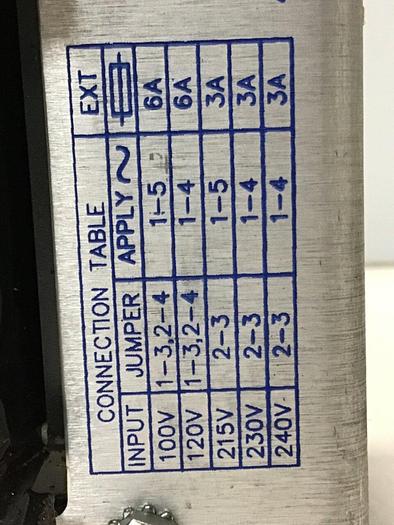 CONNECTION TABLE EXT
INPUT JUMPER APPLY ~
100V 1-3,2-4 1-5 6A
120V 1-3,2-4 1-4 6A
215V 2-3 1-5 3A
230V 2-3 1-4 3A
240V 2-3 1-4 3A